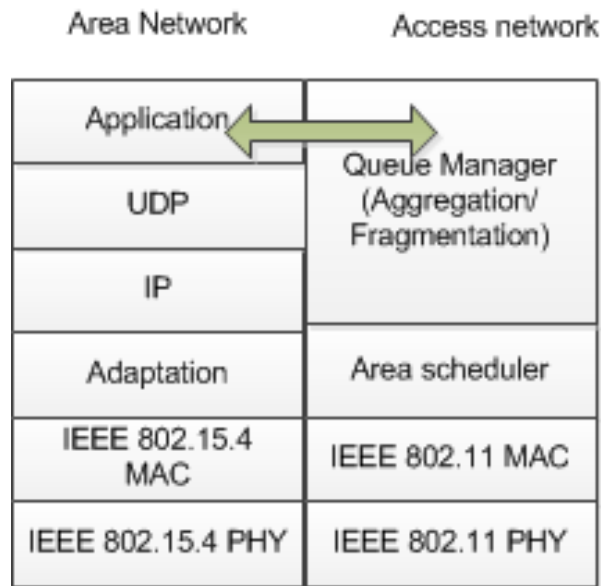 Area Network
Access network
Application
Queue Manager
(Aggregation/
Fragmentation)
UDP
IP
Adaptation
Area scheduler
IEEE 802.15.4
MAC
IEEE 802.11 MAC
IEEE 802.15.4 PHY
IEEE 802.11 PHY